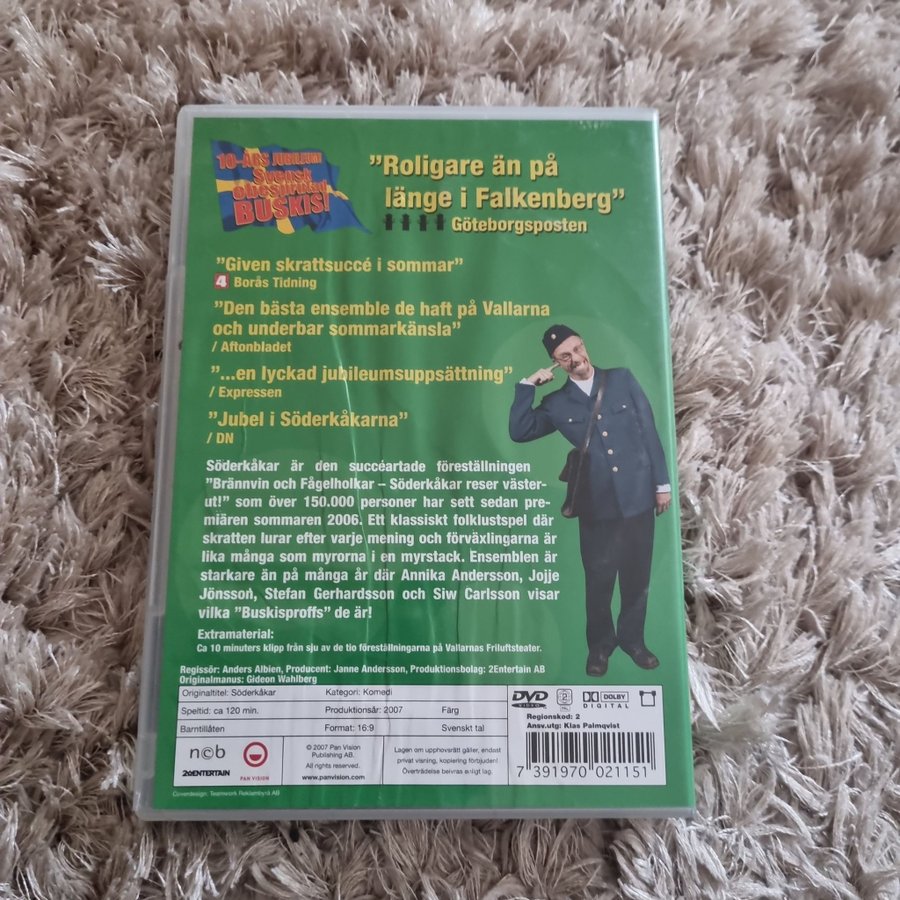 10-ÅRS JUBILEUM
Svensk
obestridd
BUSKIS!
"Roligare än på
länge i Falkenberg"
Göteborgsposten
"Given skrattsuccé i sommar"
4 Borås Tidning
"Den bästa ensemble de haft på Vallarna
och underbar sommarkänsla"
/ Aftonbladet
"...en lyckad jubileumsuppsättning"
/ Expressen
"Jubel i Söderkåkarna"
/ DN
Söderkåkar är den succéartade föreställningen
"Brännvin och Fågelholkar – Söderkåkar reser väster-
ut!" som över 150.000 personer har sett sedan pre-
miären sommaren 2006. Ett klassiskt folklustspel där
skratten lurar efter varje mening och förväxlingarna är
lika många som myrorna i en myrstack. Ensemblen är
starkare än på många år där Annika Andersson, Jojje
Jönsson, Stefan Gerhardsson och Siw Carlsson visar
vilka "Buskisproffs" de är!
Extramaterial:
Ca 10 minuters klipp från sju av de tio föreställningarna på Vallarnas Friluftsteater.
Regissör: Anders Albien, Producent: Janne Andersson, Produktionsbolag: 2Entertain AB
Originalmanus: Gideon Wahlberg
Originaltitel: Söderkåkar
Kategori: Komedi
Speltid: ca 120 min.
Produktionsår: 2007
Färg
Barntillåten
Format: 16:9
Svenskt tal
DVD
VIDEO
2
PAL
DOLBY
DIGITAL
Regionskod: 2
Ansv.utg: Klas Palmqvist
ncb
2ENTERTAIN
PAN VISION
© 2007 Pan Vision
Publishing AB.
All rights reserved.
www.panvision.com
Lagen om upphovsrätt gäller, endast
privat visning, kopiering förbjuden!
Överträdelse beivras enligt lag.
7 391970 021151
Coverdesign: Teamwork Reklambyrå AB